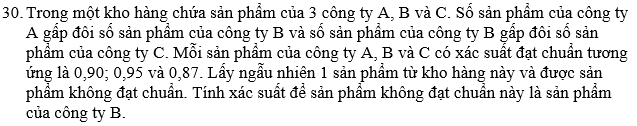 30. Trong một kho hàng chứa sản phẩm của 3 công ty A, B và C. Số sản phẩm của công ty
A gấp đôi số sản phẩm của công ty B và số sản phẩm của công ty B gấp đôi số sản
phẩm của công ty C. Mỗi sản phẩm của công ty A, B và C có xác suất đạt chuẩn tương
ứng là 0,90; 0,95 và 0,87. Lấy ngẫu nhiên 1 sản phẩm từ kho hàng này và được sản
phẩm không đạt chuẩn. Tính xác suất để sản phẩm không đạt chuẩn này là sản phẩm
của công ty B.